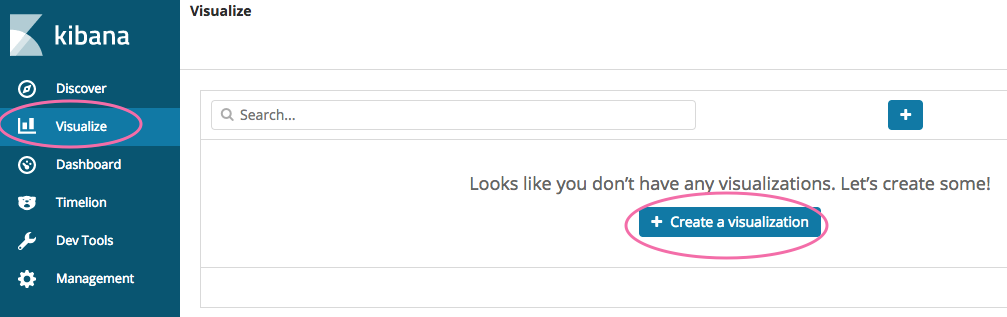 kibana
Discover
Visualize
Dashboard
Timelion
Dev Tools
Management
Visualize
Search...
+
Looks like you don’t have any visualizations. Let’s create some!
+ Create a visualization